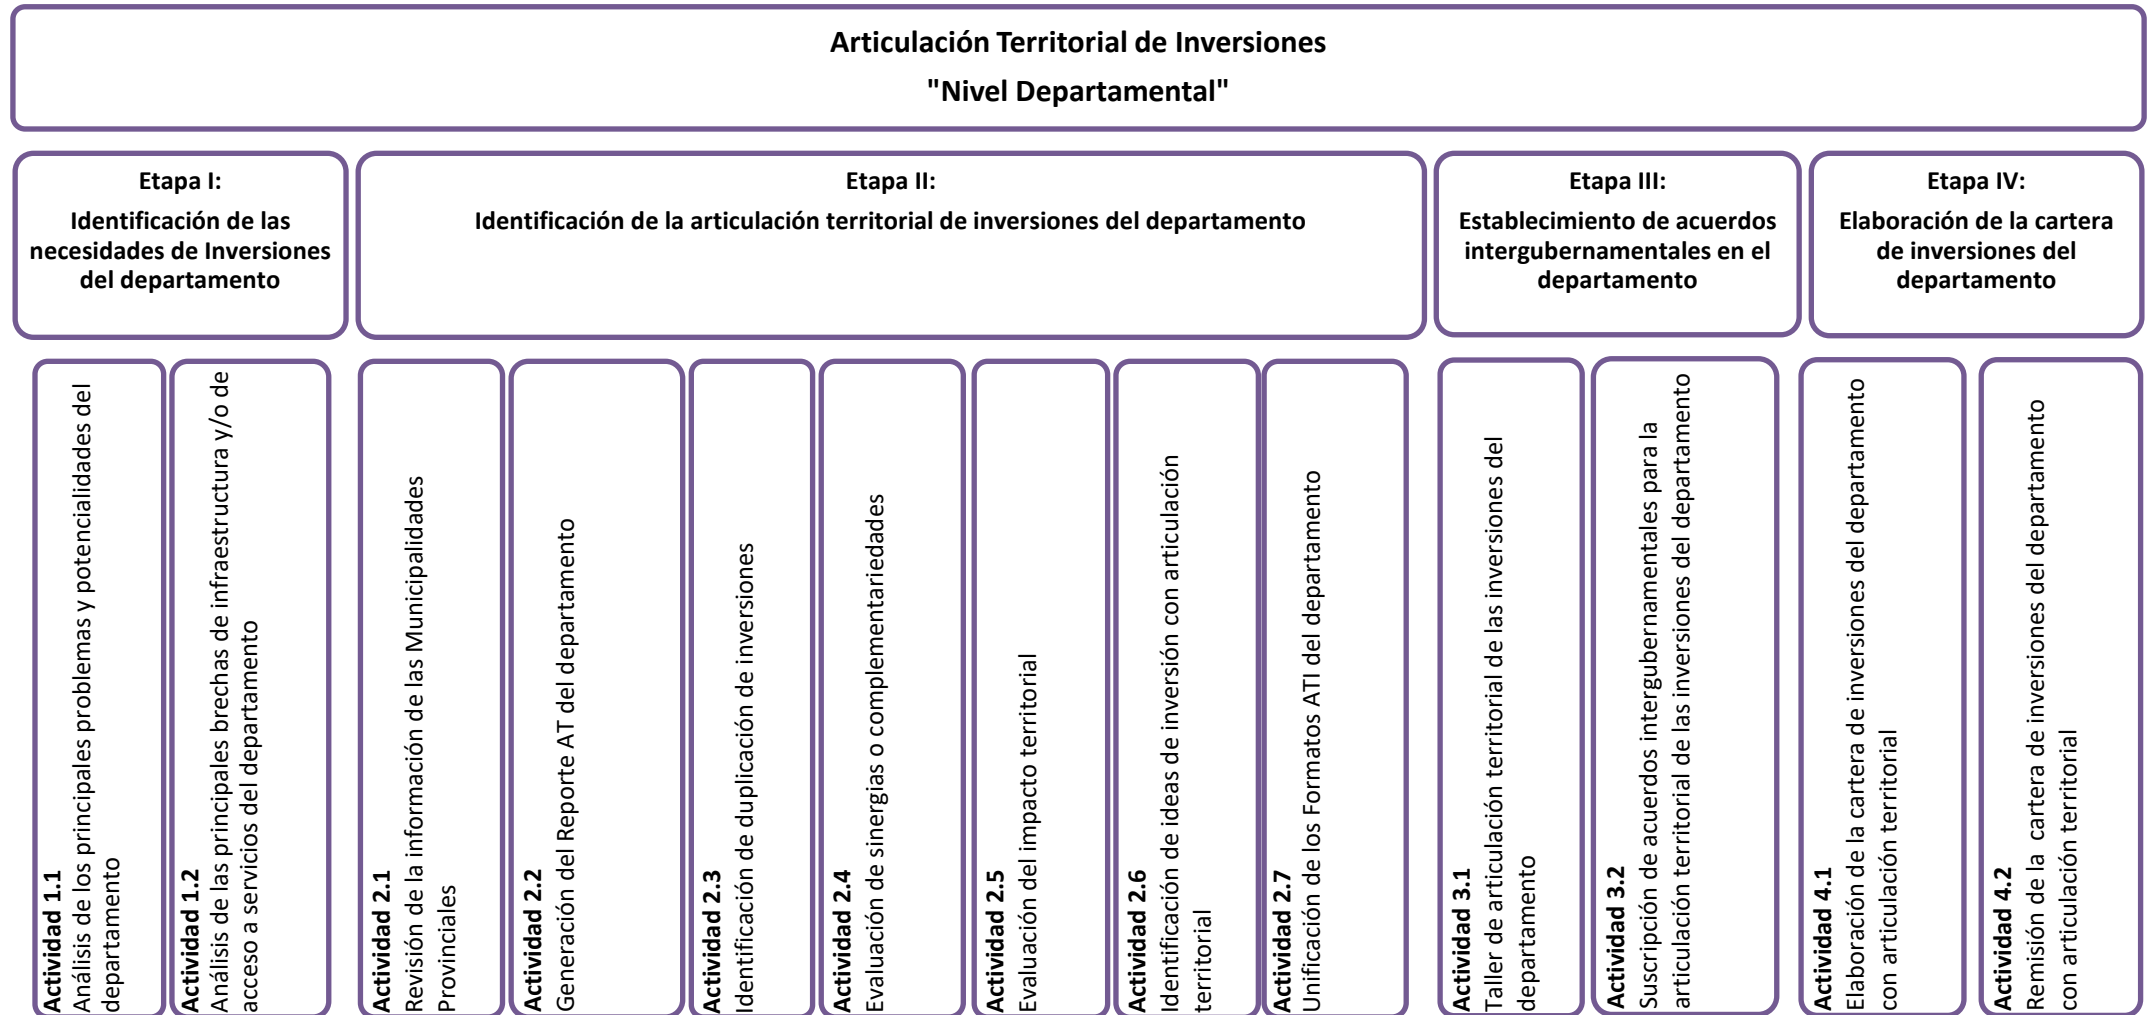 Articulación Territorial de Inversiones
"Nivel Departamental"
Etapa I:
Identificación de las
necesidades de Inversiones
del departamento
Etapa II:
Identificación de la articulación territorial de inversiones del departamento
Etapa III:
Establecimiento de acuerdos
intergubernamentales en el
departamento
Etapa IV:
Elaboración de la cartera
de inversiones del
departamento
Actividad 1.1
Análisis de los principales problemas y potencialidades del
departamento
Actividad 1.2
Análisis de las principales brechas de infraestructura y/o de
acceso a servicios del departamento
Actividad 2.1
Revisión de la información de las Municipalidades
Provinciales
Actividad 2.2
Generación del Reporte AT del departamento
Actividad 2.3
Identificación de duplicación de inversiones
Actividad 2.4
Evaluación de sinergias o complementariedades
Actividad 2.5
Evaluación del impacto territorial
Actividad 2.6
Identificación de ideas de inversión con articulación
territorial
Actividad 2.7
Unificación de los Formatos ATI del departamento
Actividad 3.1
Taller de articulación territorial de las inversiones del
departamento
Actividad 3.2
Suscripción de acuerdos intergubernamentales para la
articulación territorial de las inversiones del departamento
Actividad 4.1
Elaboración de la cartera de inversiones del departamento
con articulación territorial
Actividad 4.2
Remisión de la  cartera de inversiones del departamento
con articulación territorial